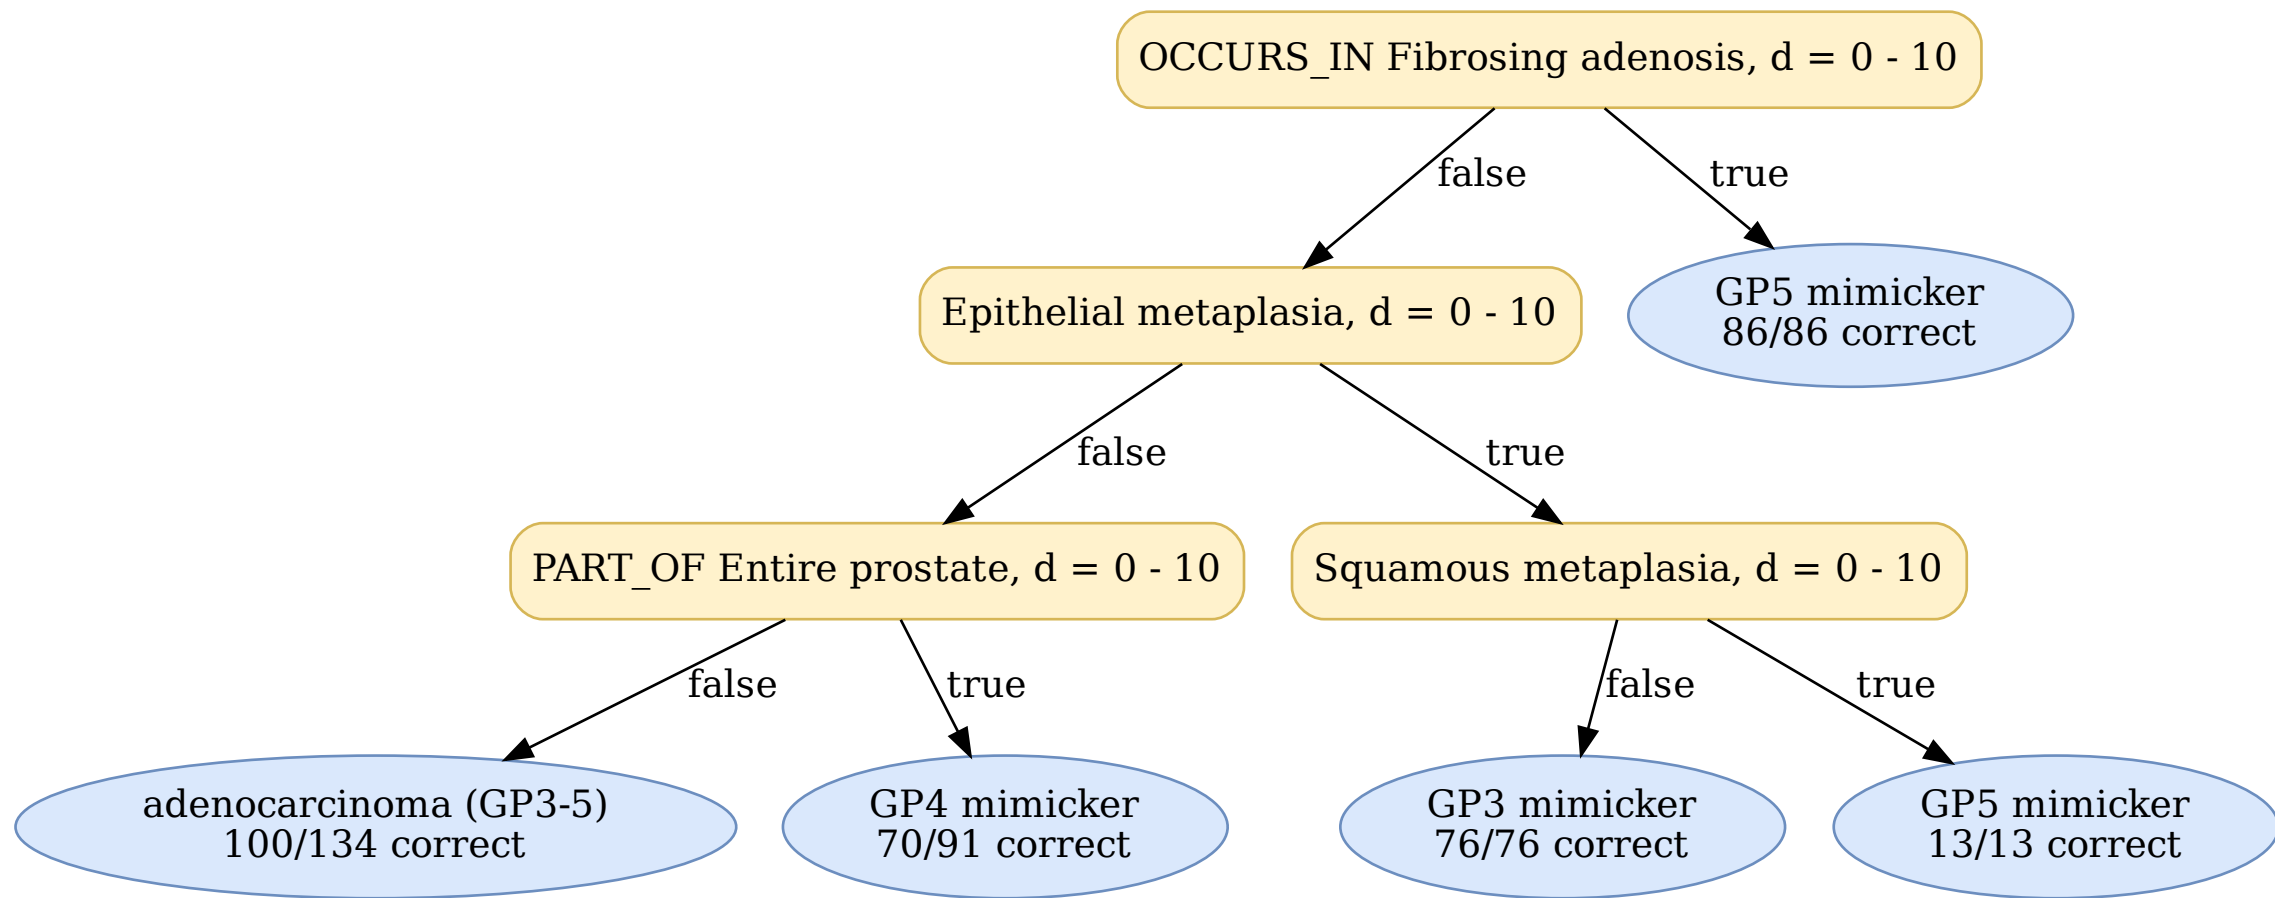 OCCURS_IN Fibrosing adenosis, d = 0 - 10
false
true
Epithelial metaplasia, d = 0 - 10
GP5 mimicker
86/86 correct
false
true
PART_OF Entire prostate, d = 0 - 10
Squamous metaplasia, d = 0 - 10
false
true
false
true
adenocarcinoma (GP3-5)
100/134 correct
GP4 mimicker
70/91 correct
GP3 mimicker
76/76 correct
GP5 mimicker
13/13 correct